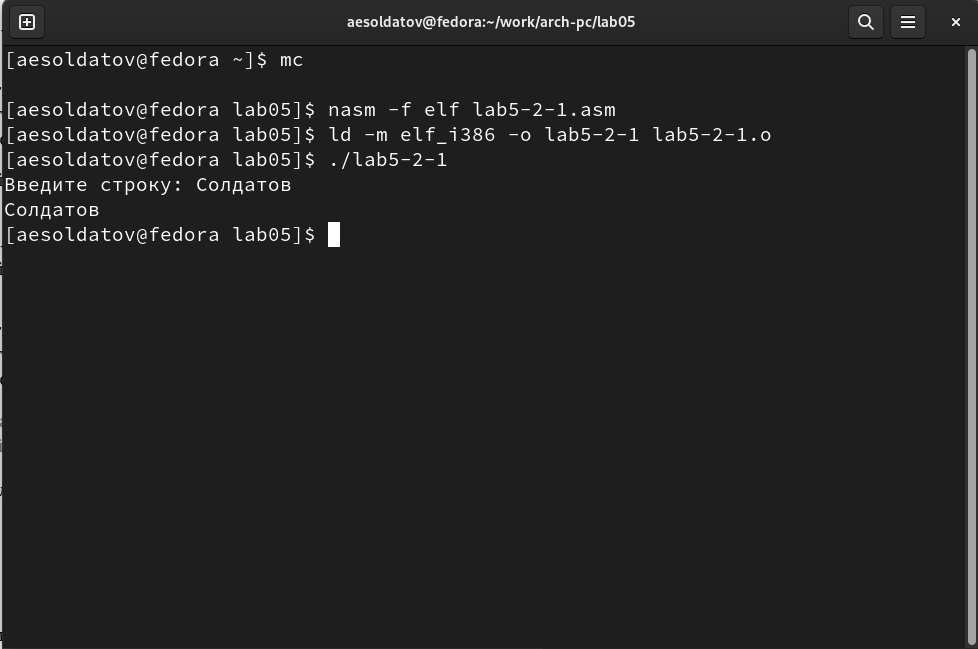 aesoldatov@fedora:~/work/arch-pc/lab05
[aesoldatov@fedora ~]$ mc
[aesoldatov@fedora lab05]$ nasm -f elf lab5-2-1.asm
[aesoldatov@fedora lab05]$ ld -m elf_i386 -o lab5-2-1 lab5-2-1.o
[aesoldatov@fedora lab05]$ ./lab5-2-1
Введите строку: Солдатов
Солдатов
[aesoldatov@fedora lab05]$